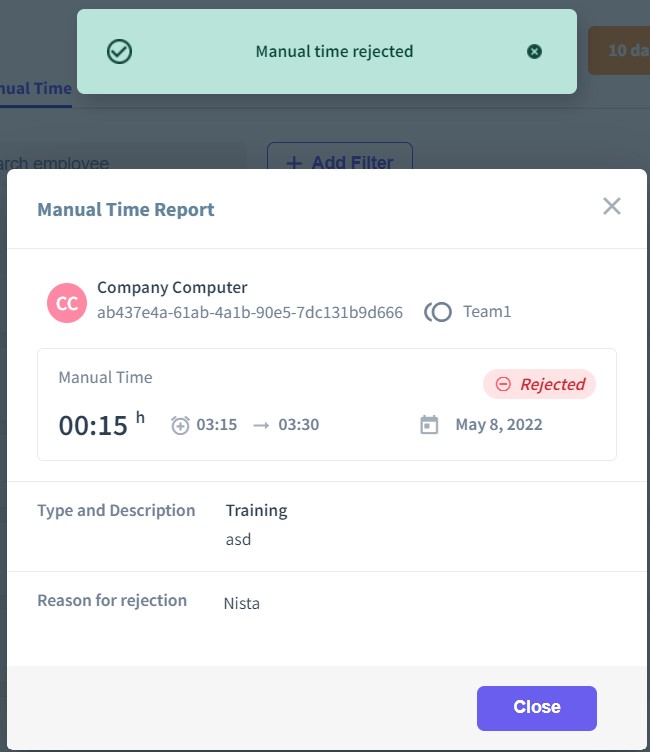 Manual time rejected
10 da
nual Time
arch employee
+ Add Filter
Manual Time Report
CC
Company Computer
ab437e4a-61ab-4a1b-90e5-7dc131b9d666
Team1
Manual Time
Rejected
00:15 h
03:15 → 03:30
May 8, 2022
Type and Description
Training
asd
Reason for rejection
Nista
Close